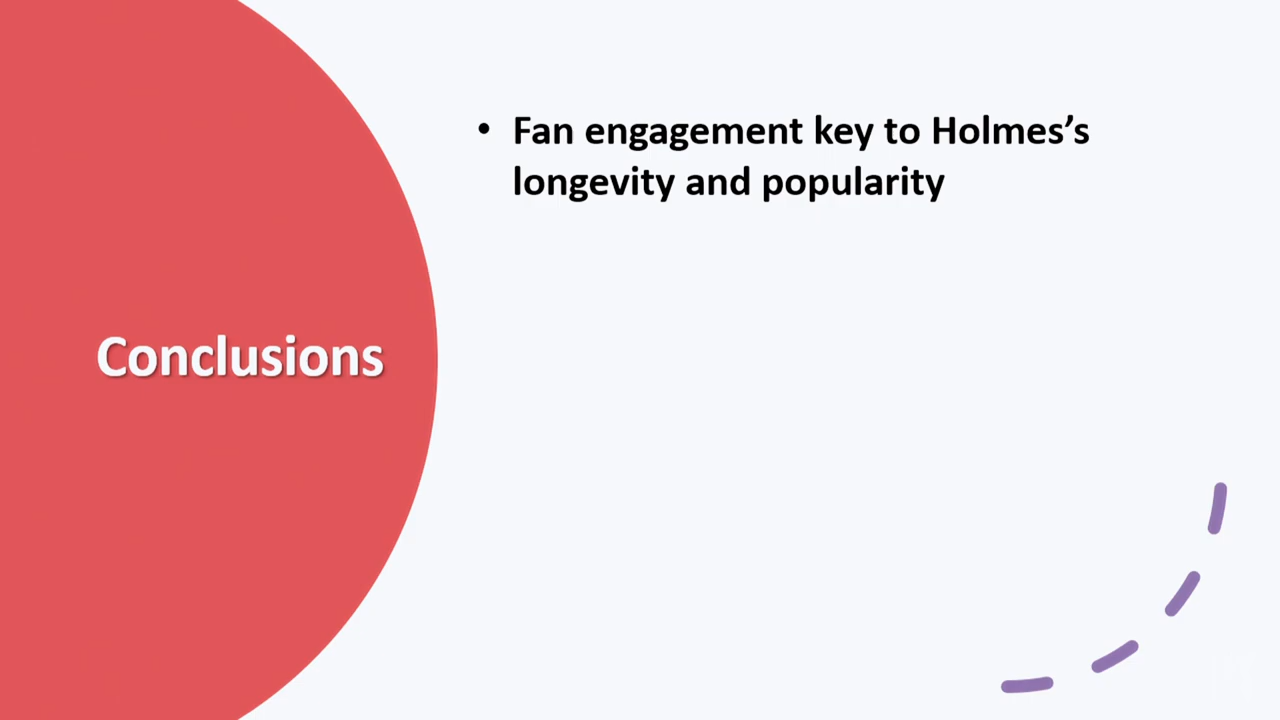 Conclusions
• Fan engagement key to Holmes’s
longevity and popularity